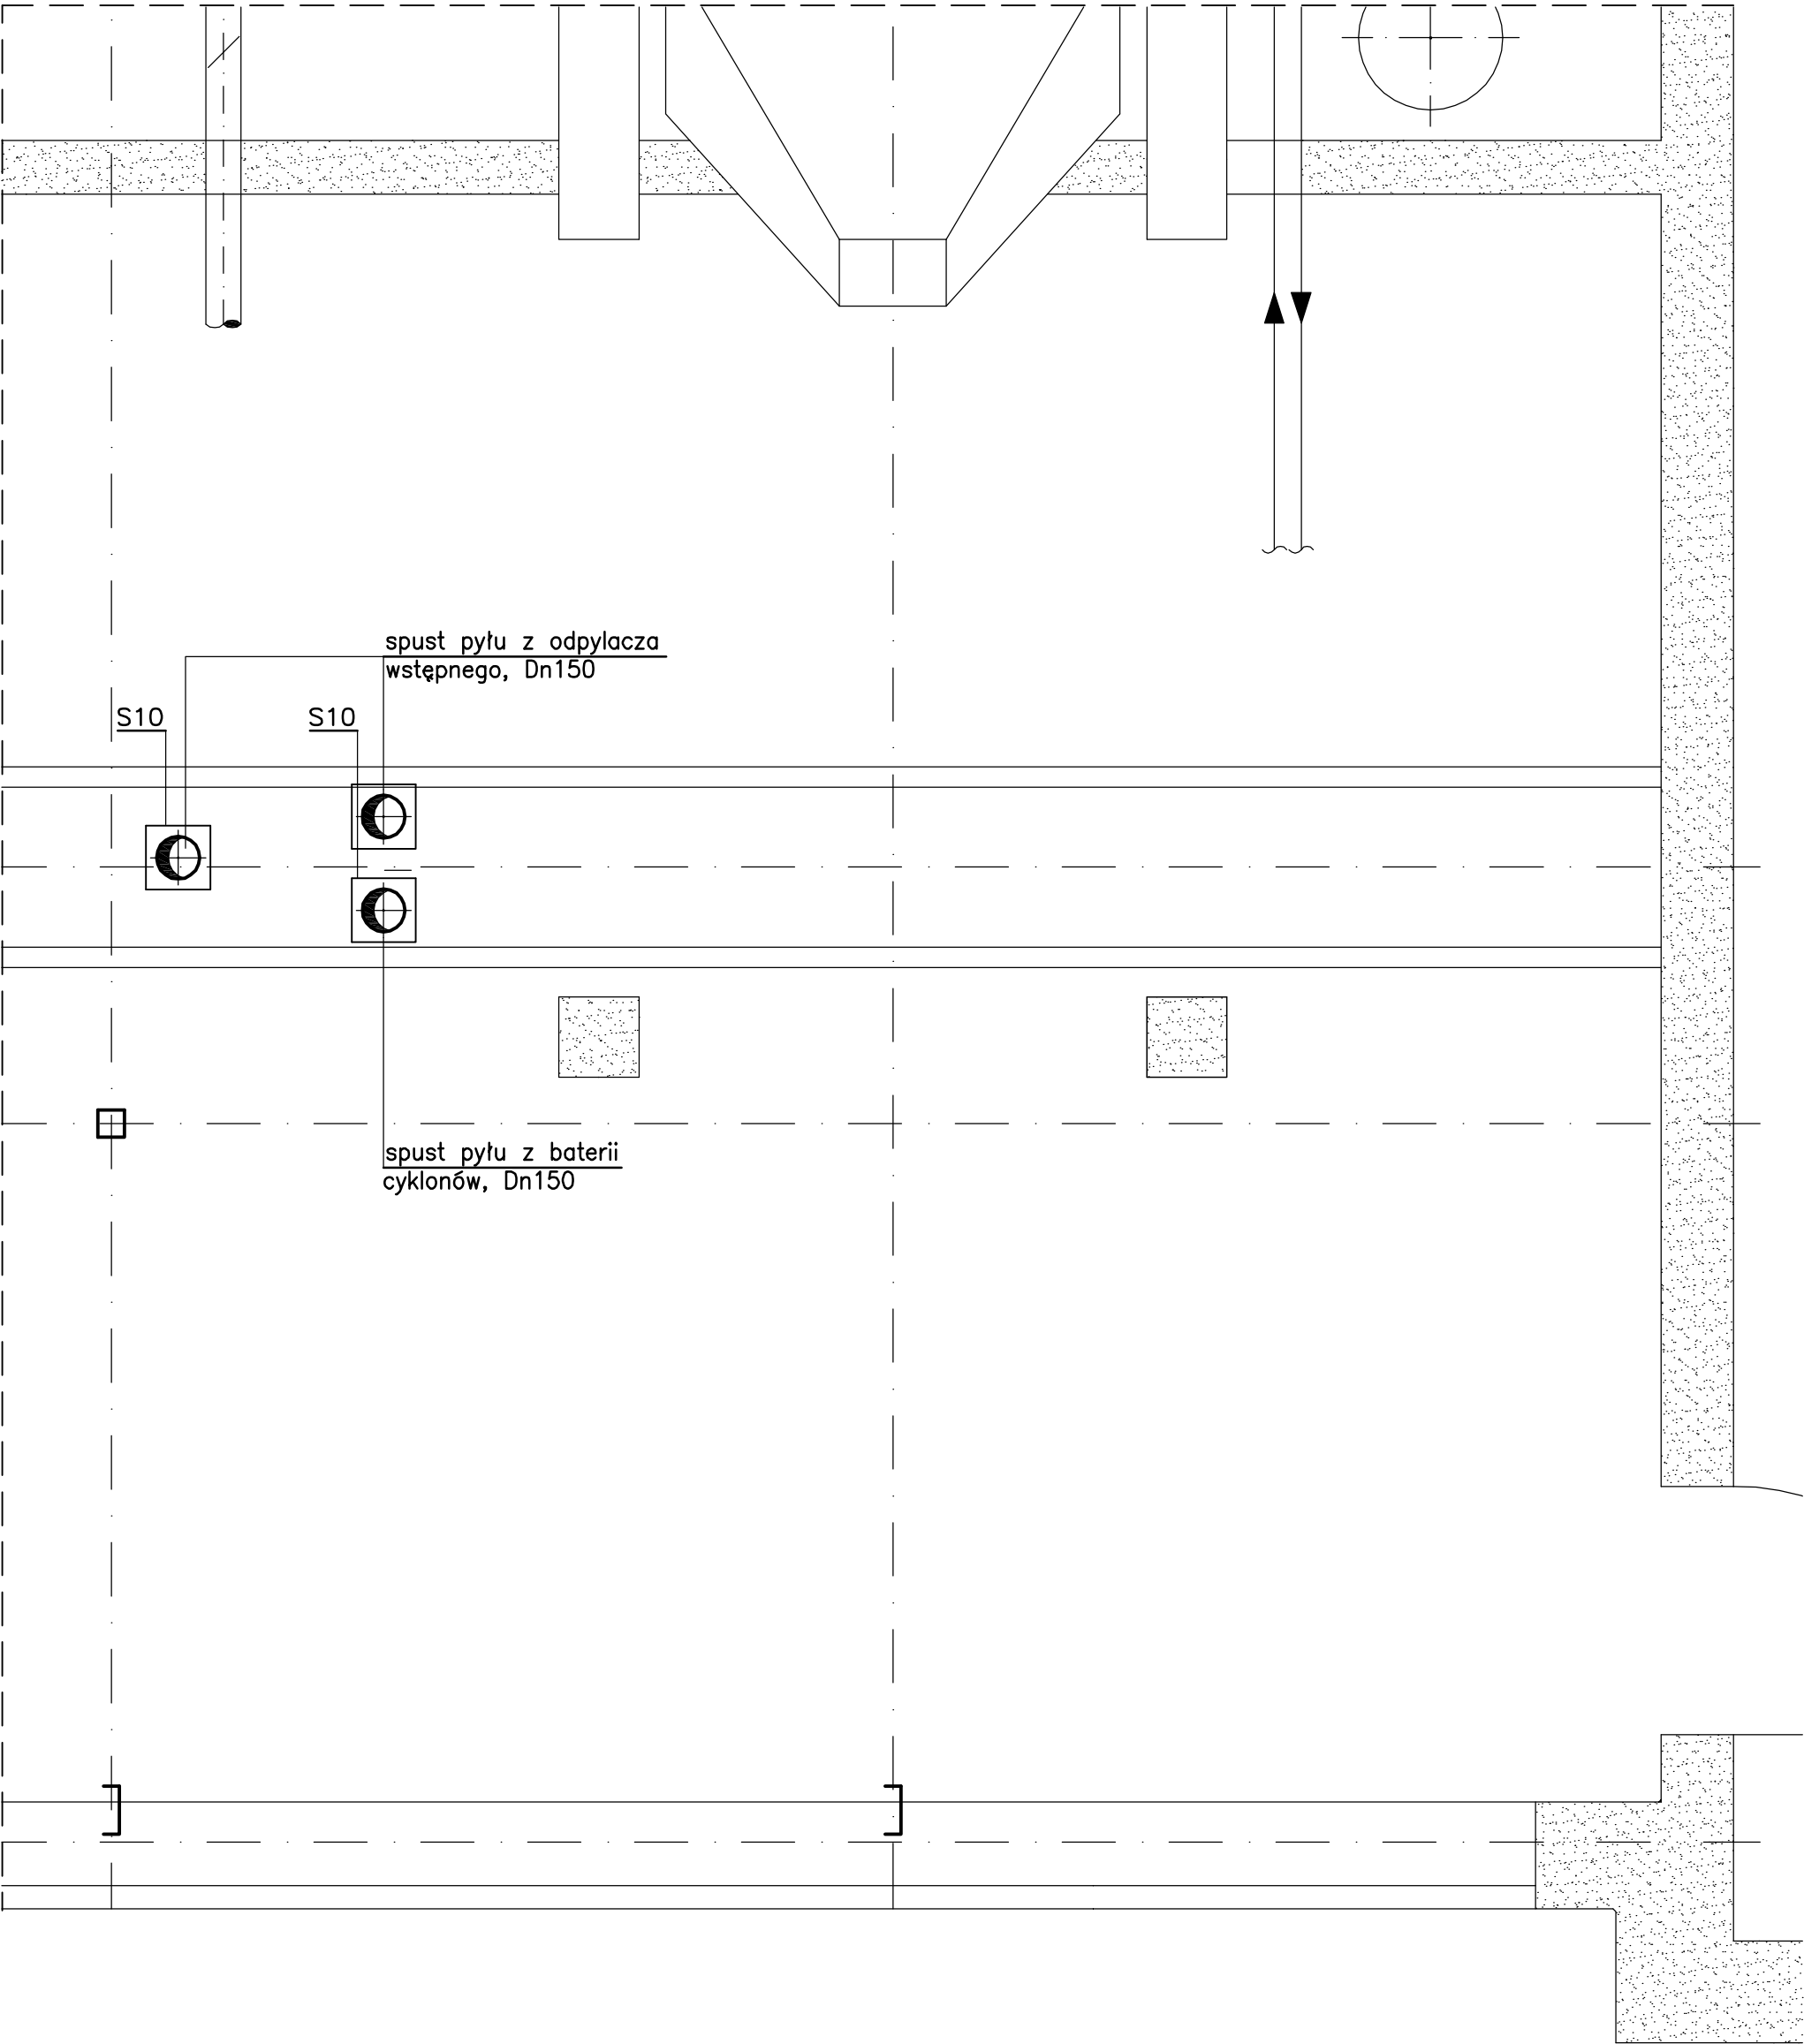 spust pyłu z odpylacza
wstępnego, Dn150
S10
S10
spust pyłu z baterii
cyklonów, Dn150